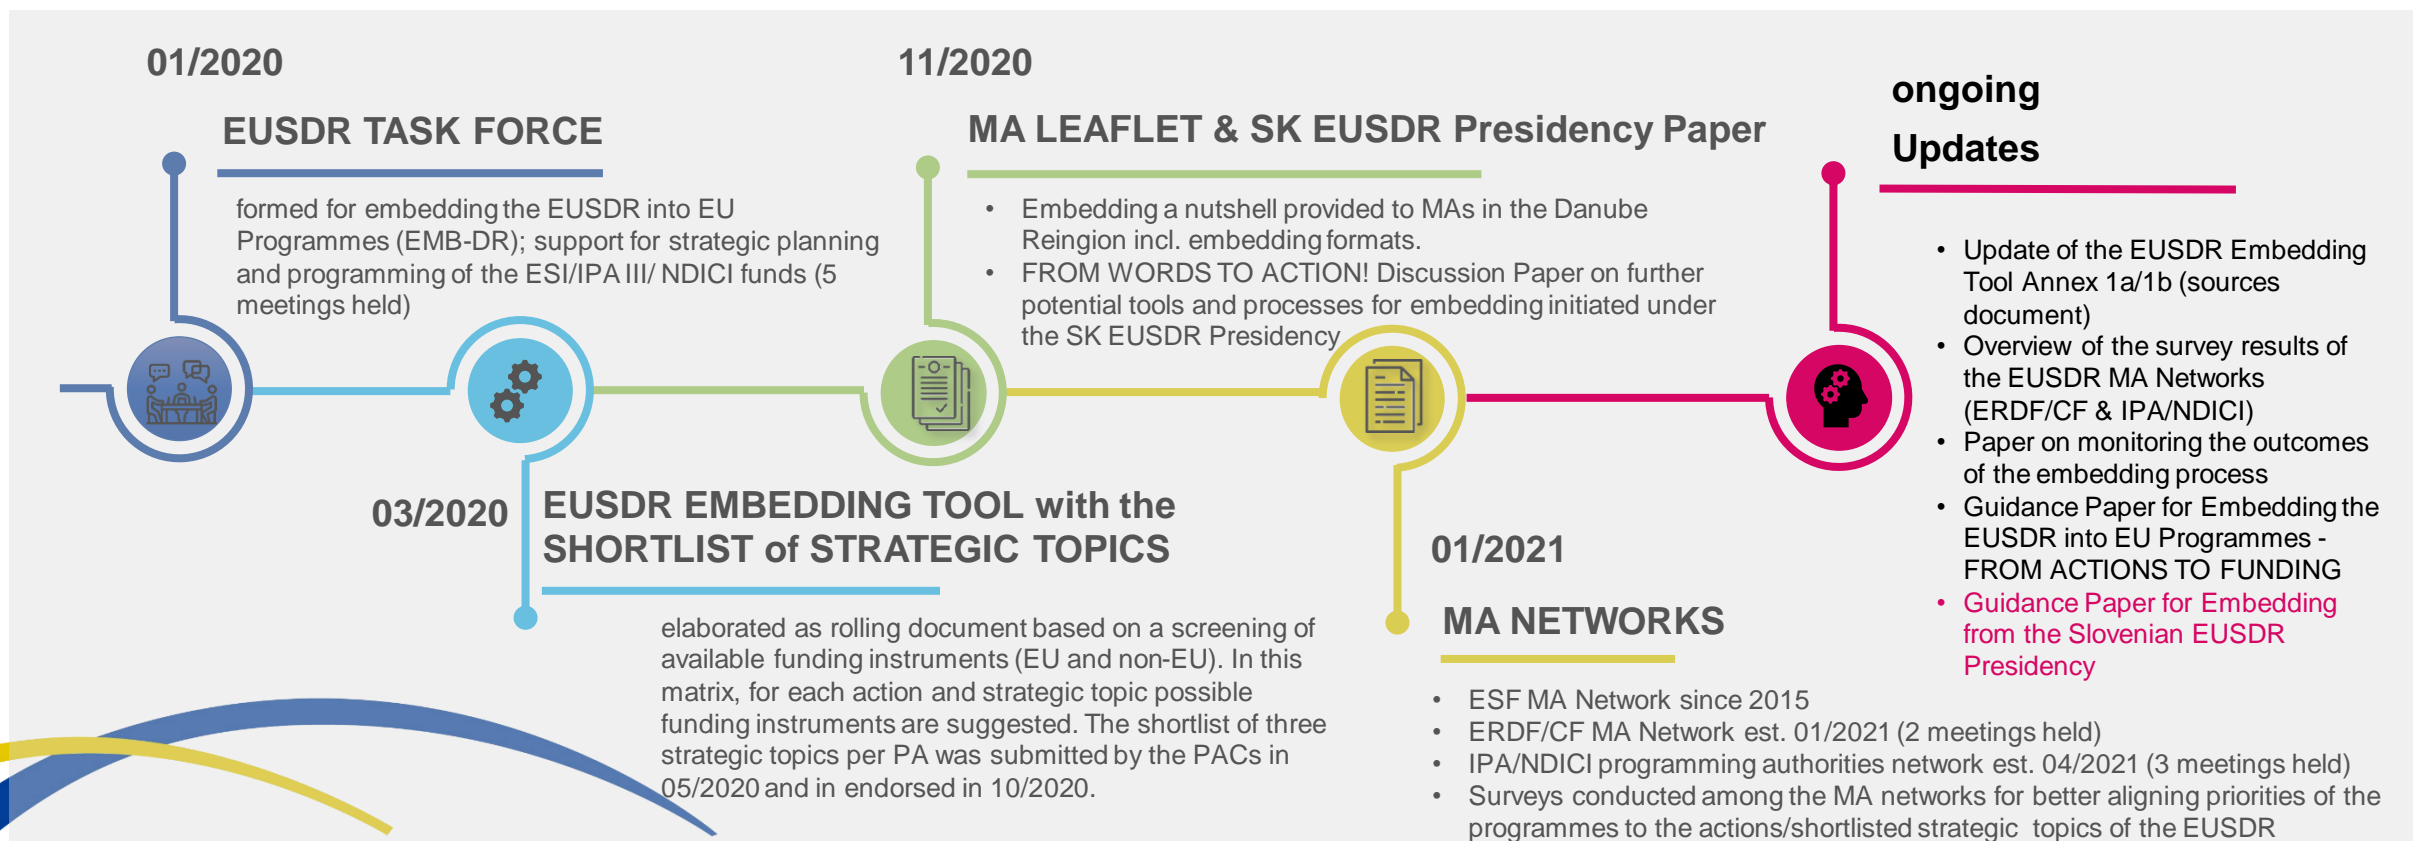 01/2020
EUSDR TASK FORCE
formed for embedding the EUSDR into EU
Programmes (EMB-DR); support for strategic planning
and programming of the ESI/IPA III/ NDICI funds (5
meetings held)
03/2020
EUSDR EMBEDDING TOOL with the
SHORTLIST of STRATEGIC TOPICS
elaborated as rolling document based on a screening of
available funding instruments (EU and non-EU). In this
matrix, for each action and strategic topic possible
funding instruments are suggested. The shortlist of three
strategic topics per PA was submitted by the PACs in
05/2020 and in endorsed in 10/2020.
11/2020
MA LEAFLET & SK EUSDR Presidency Paper
• Embedding a nutshell provided to MAs in the Danube
Reingion incl. embedding formats.
• FROM WORDS TO ACTION! Discussion Paper on further
potential tools and processes for embedding initiated under
the SK EUSDR Presidency
01/2021
MA NETWORKS
• ESF MA Network since 2015
• ERDF/CF MA Network est. 01/2021 (2 meetings held)
• IPA/NDICI programming authorities network est. 04/2021 (3 meetings held)
• Surveys conducted among the MA networks for better aligning priorities of the
programmes to the actions/shortlisted strategic topics of the EUSDR
ongoing
Updates
• Update of the EUSDR Embedding
Tool Annex 1a/1b (sources
document)
• Overview of the survey results of
the EUSDR MA Networks
(ERDF/CF & IPA/NDICI)
• Paper on monitoring the outcomes
of the embedding process
• Guidance Paper for Embedding the
EUSDR into EU Programmes -
FROM ACTIONS TO FUNDING
• Guidance Paper for Embedding
from the Slovenian EUSDR
Presidency